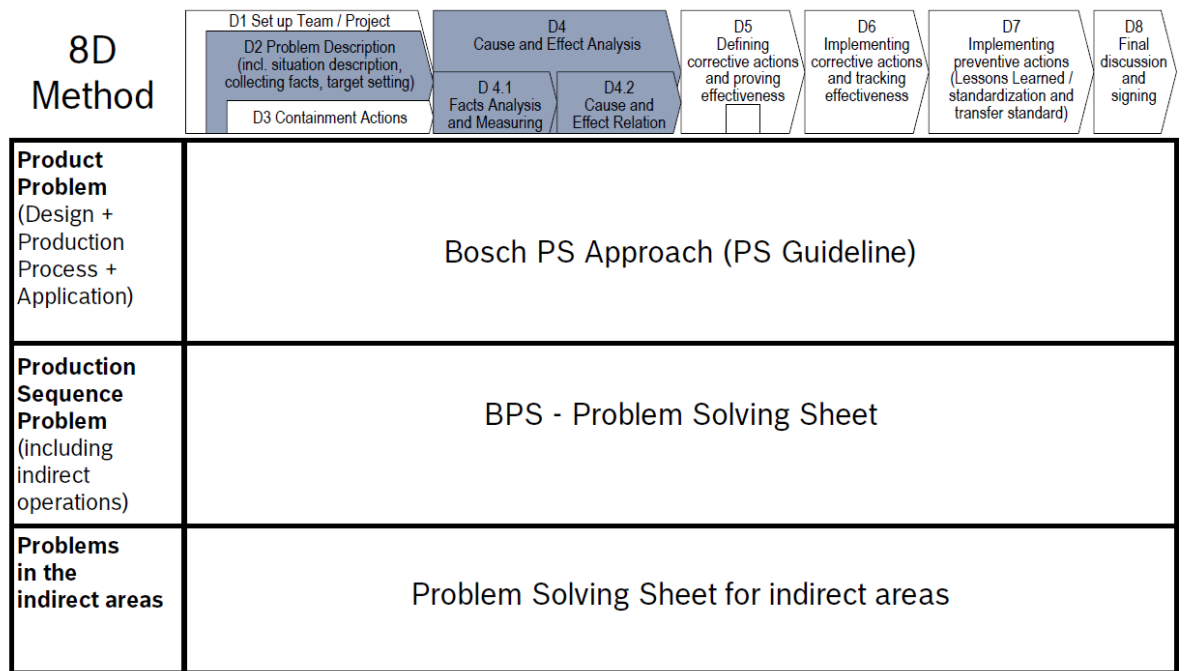 8D
Method
D1 Set up Team / Project
D2 Problem Description
(incl. situation description,
collecting facts, target setting)
D3 Containment Actions
D4
Cause and Effect Analysis
D 4.1
Facts Analysis
and Measuring
D4.2
Cause and
Effect Relation
D5
Defining
corrective actions
and proving
effectiveness
D6
Implementing
corrective actions
and tracking
effectiveness
D7
Implementing
preventive actions
(Lessons Learned /
standardization and
transfer standard)
D8
Final
discussion
and
signing
Product
Problem
(Design +
Production
Process +
Application)
Bosch PS Approach (PS Guideline)
Production
Sequence
Problem
(including
indirect
operations)
BPS - Problem Solving Sheet
Problems
in the
indirect areas
Problem Solving Sheet for indirect areas